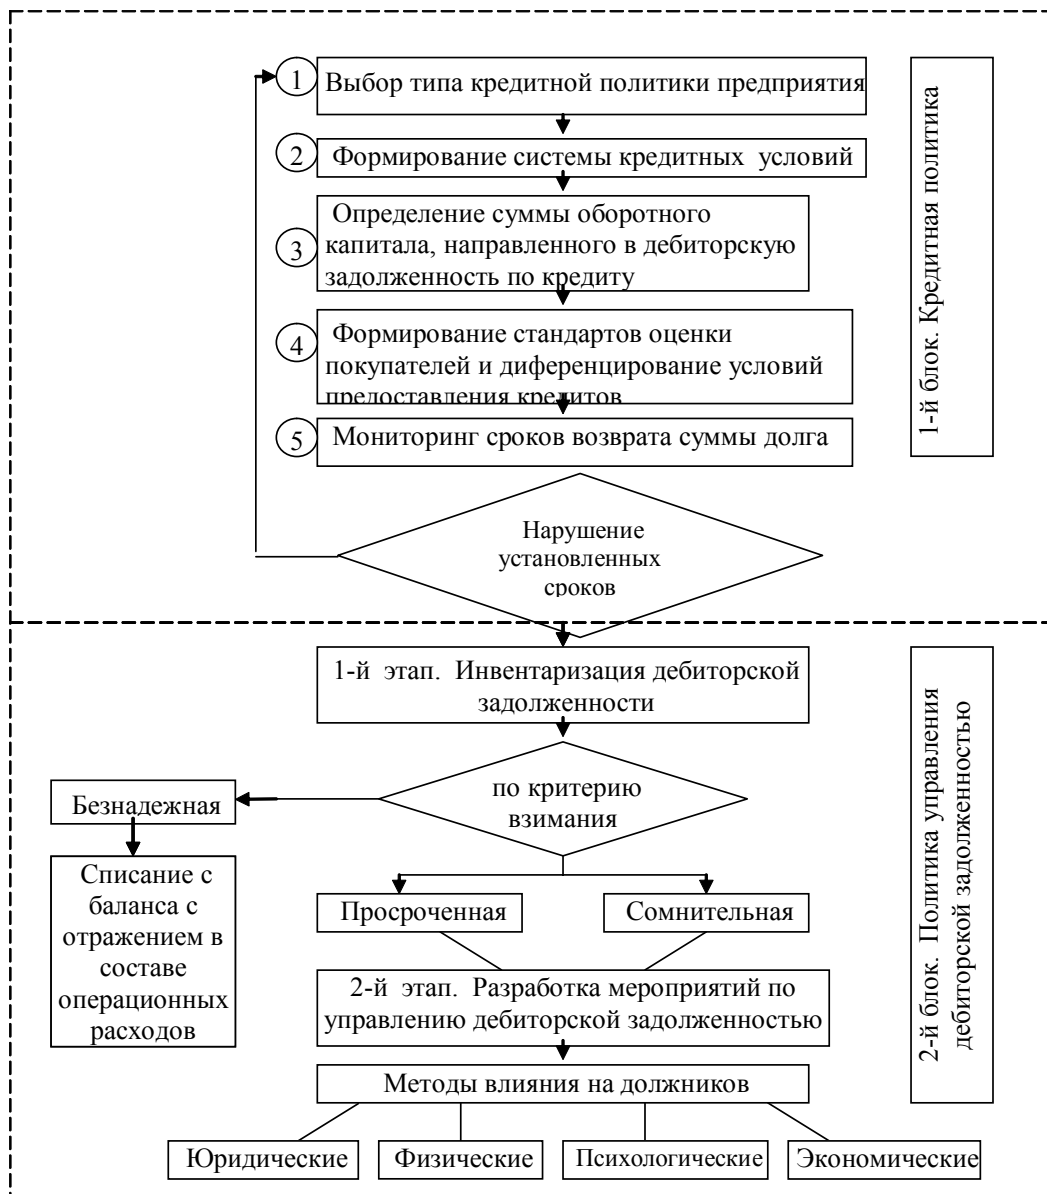 1
Выбор типа кредитной политики предприятия
2
Формирование системы кредитных условий
3
Определение суммы оборотного
капитала, направленного в дебиторскую
задолженность по кредиту
4
Формирование стандартов оценки
покупателей и диференцирование условий
предоставления кредитов
5
Мониторинг сроков возврата суммы долга
Нарушение
установленных
сроков
1-й блок. Кредитная политика
1-й этап. Инвентаризация дебиторской
задолженности
по критерию
взимания
Безнадежная
Списание с
баланса с
отражением в
составе
операционных
расходов
Просроченная
Сомнительная
2-й этап. Разработка мероприятий по
управлению дебиторской задолженностью
Методы влияния на должников
Юридические
Физические
Психологические
Экономические
2-й блок. Политика управления
дебиторской задолженностью